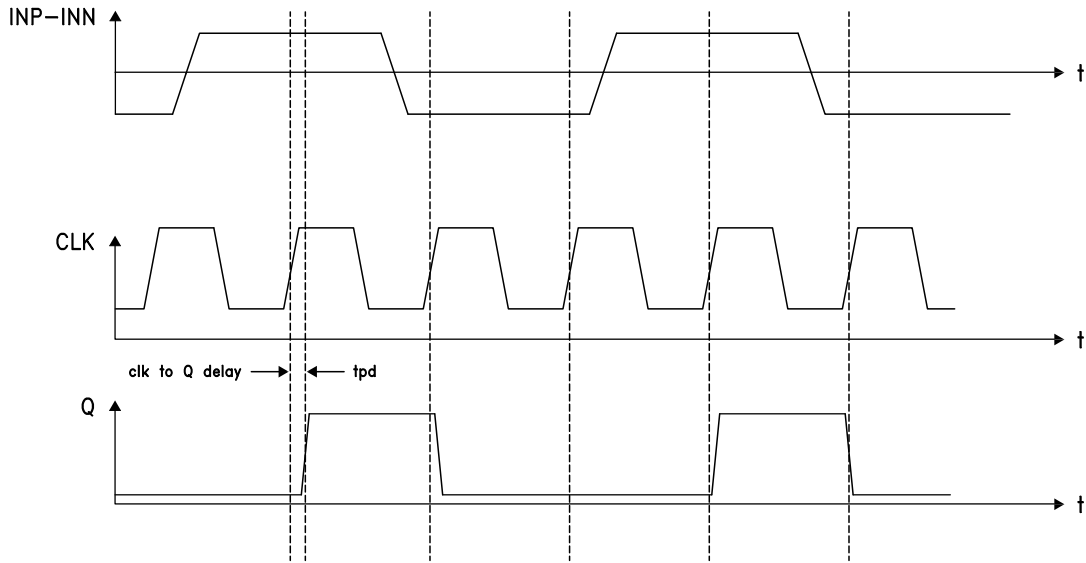 INP-INN
t
CLK
t
clk to Q delay
tpd
Q
t